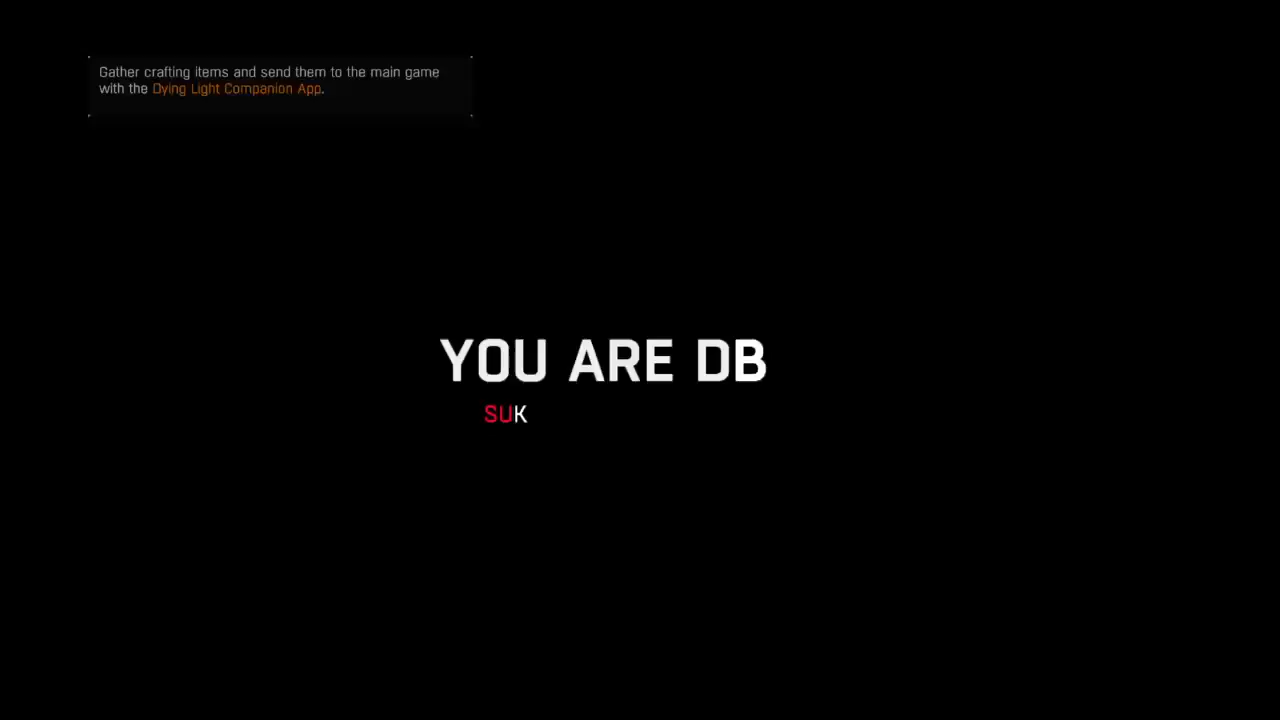 Gather crafting items and send them to the main game
with the Dying Light Companion App.
YOU ARE DB
SUK